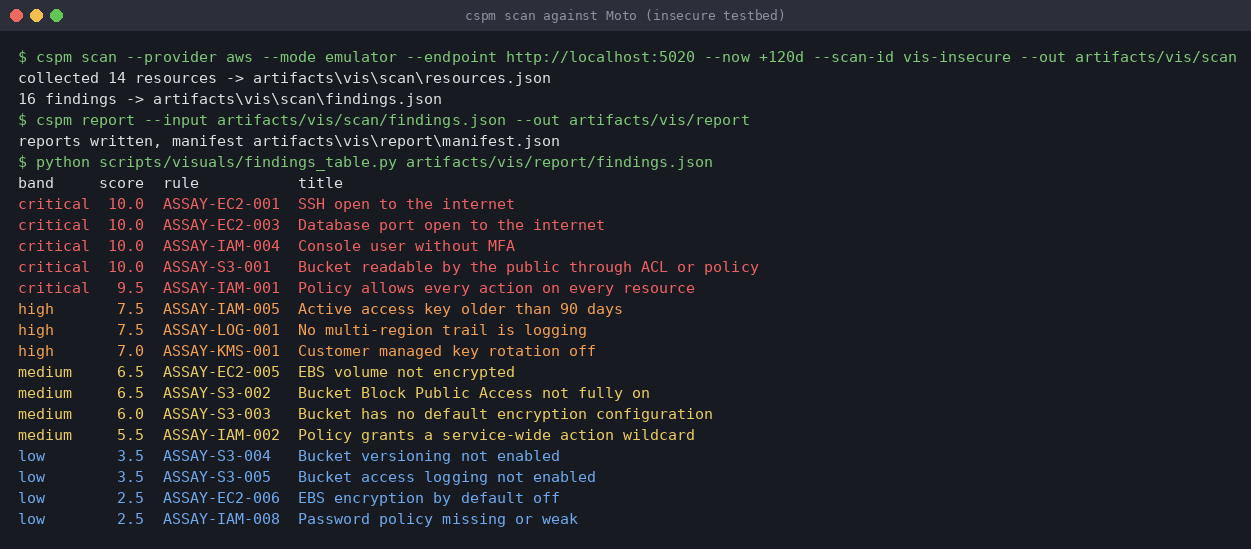 cspm scan against Moto (insecure testbed)
$ cspm scan --provider aws --mode emulator --endpoint http://localhost:5020 --now +120d --scan-id vis-insecure --out artifacts/vis/scan
collected 14 resources -> artifacts\vis\scan\resources.json
16 findings -> artifacts\vis\scan\findings.json
$ cspm report --input artifacts/vis/scan/findings.json --out artifacts/vis/report
reports written, manifest artifacts\vis\report\manifest.json
$ python scripts/visuals/findings_table.py artifacts/vis/report/findings.json
band     score  rule           title
critical  10.0  ASSAY-EC2-001  SSH open to the internet
critical  10.0  ASSAY-EC2-003  Database port open to the internet
critical  10.0  ASSAY-IAM-004  Console user without MFA
critical  10.0  ASSAY-S3-001   Bucket readable by the public through ACL or policy
critical   9.5  ASSAY-IAM-001  Policy allows every action on every resource
high       7.5  ASSAY-IAM-005  Active access key older than 90 days
high       7.5  ASSAY-LOG-001  No multi-region trail is logging
high       7.0  ASSAY-KMS-001  Customer managed key rotation off
medium     6.5  ASSAY-EC2-005  EBS volume not encrypted
medium     6.5  ASSAY-S3-002   Bucket Block Public Access not fully on
medium     6.0  ASSAY-S3-003   Bucket has no default encryption configuration
medium     5.5  ASSAY-IAM-002  Policy grants a service-wide action wildcard
low        3.5  ASSAY-S3-004   Bucket versioning not enabled
low        3.5  ASSAY-S3-005   Bucket access logging not enabled
low        2.5  ASSAY-EC2-006  EBS encryption by default off
low        2.5  ASSAY-IAM-008  Password policy missing or weak